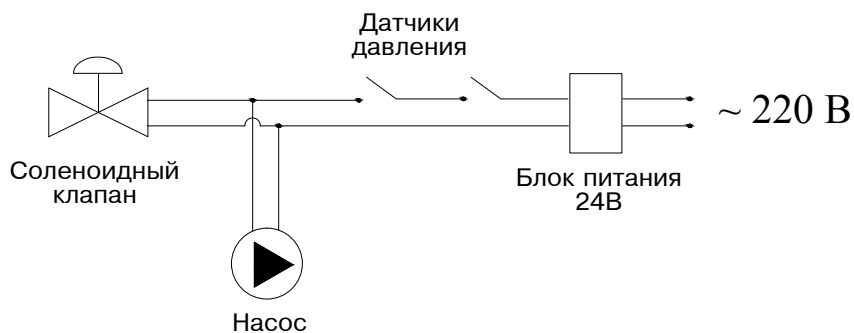 Датчики
давления
~ 220 В
Соленоидный
клапан
Блок питания
24В
Насос